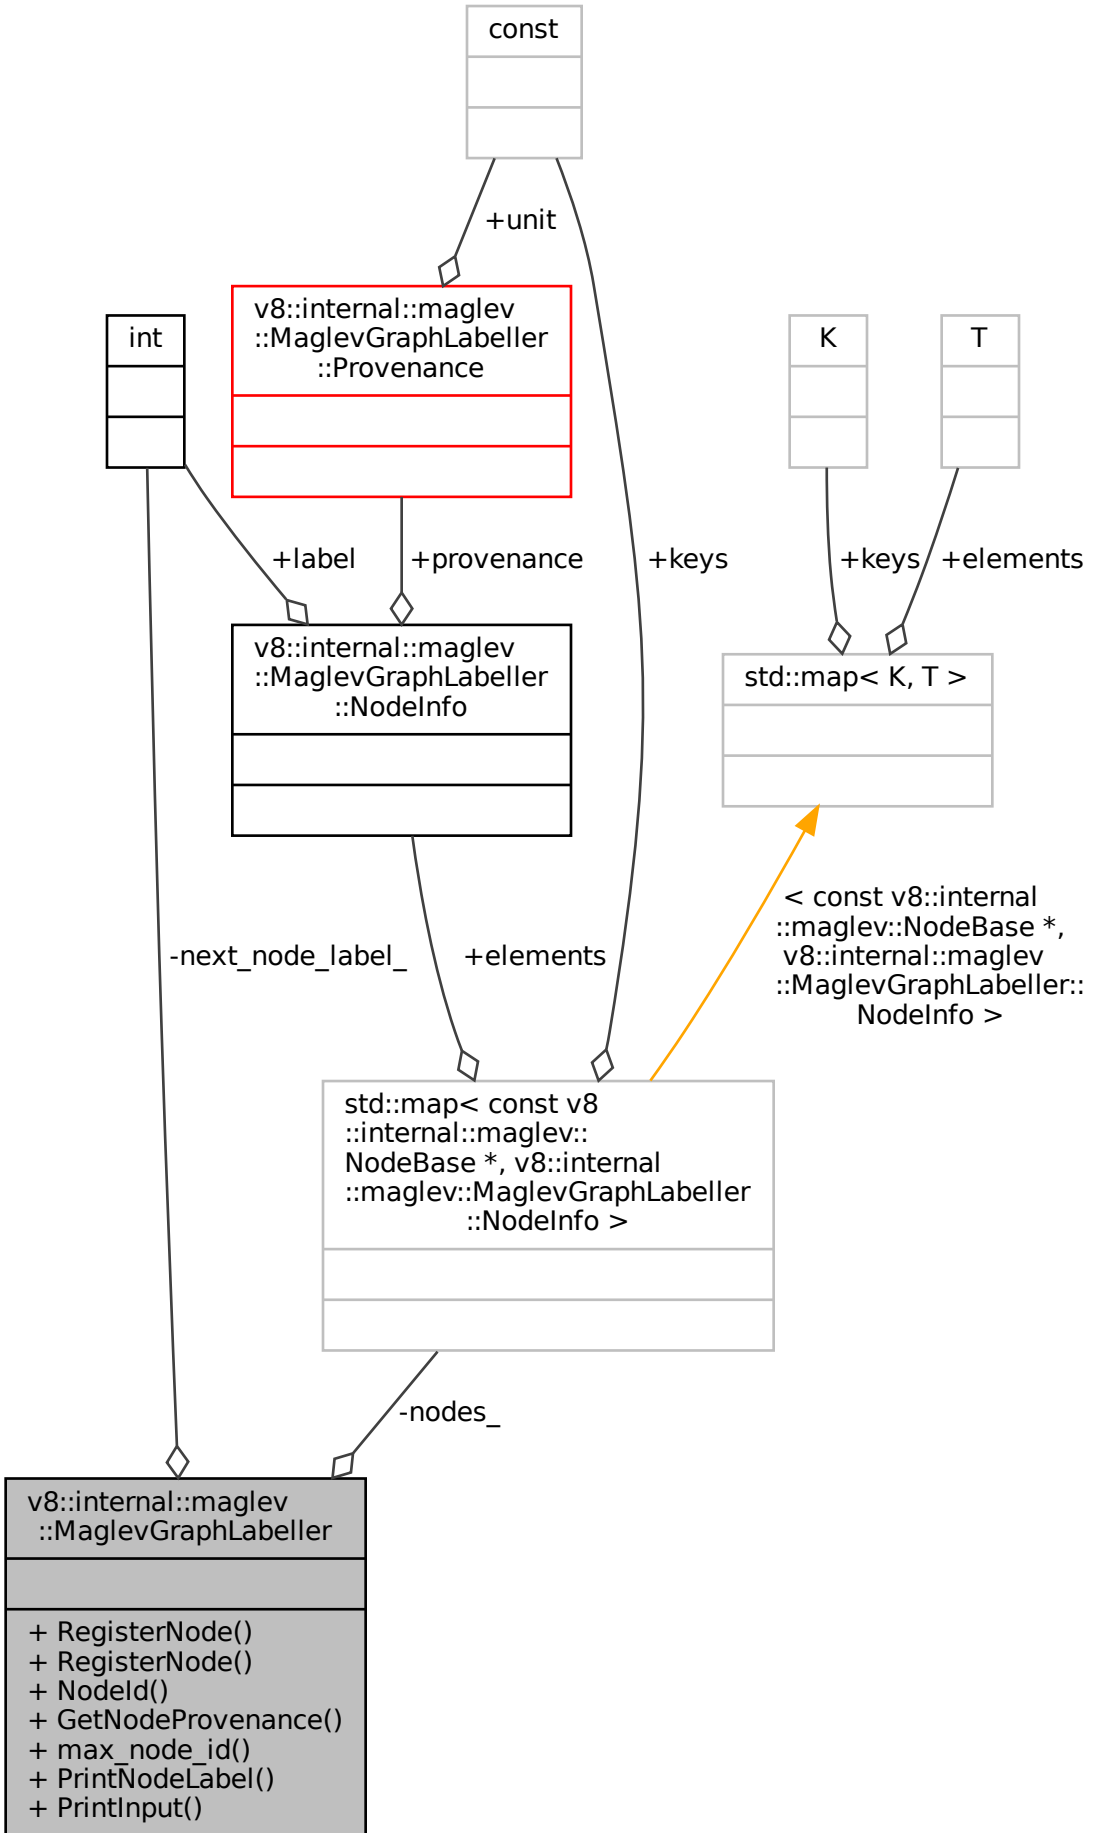 const
+unit
v8::internal::maglev
::MaglevGraphLabeller
::Provenance
int
K
T
+label
+provenance
+keys
+keys
+elements
v8::internal::maglev
::MaglevGraphLabeller
::NodeInfo
std::map< K, T >
-next_node_label_
+elements
< const v8::internal
::maglev::NodeBase *,
v8::internal::maglev
::MaglevGraphLabeller::
NodeInfo >
std::map< const v8
::internal::maglev::
NodeBase *, v8::internal
::maglev::MaglevGraphLabeller
::NodeInfo >
-nodes_
v8::internal::maglev
::MaglevGraphLabeller
+ RegisterNode()
+ RegisterNode()
+ NodeId()
+ GetNodeProvenance()
+ max_node_id()
+ PrintNodeLabel()
+ PrintInput()